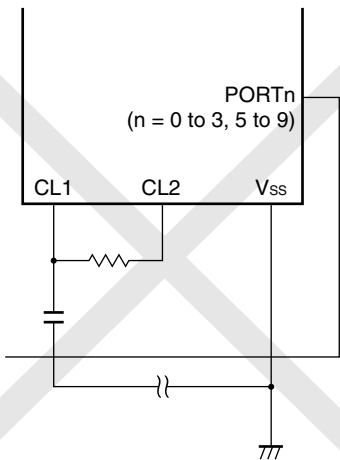 PORTn
(n = 0 to 3, 5 to 9)
CL1 CL2 VSS